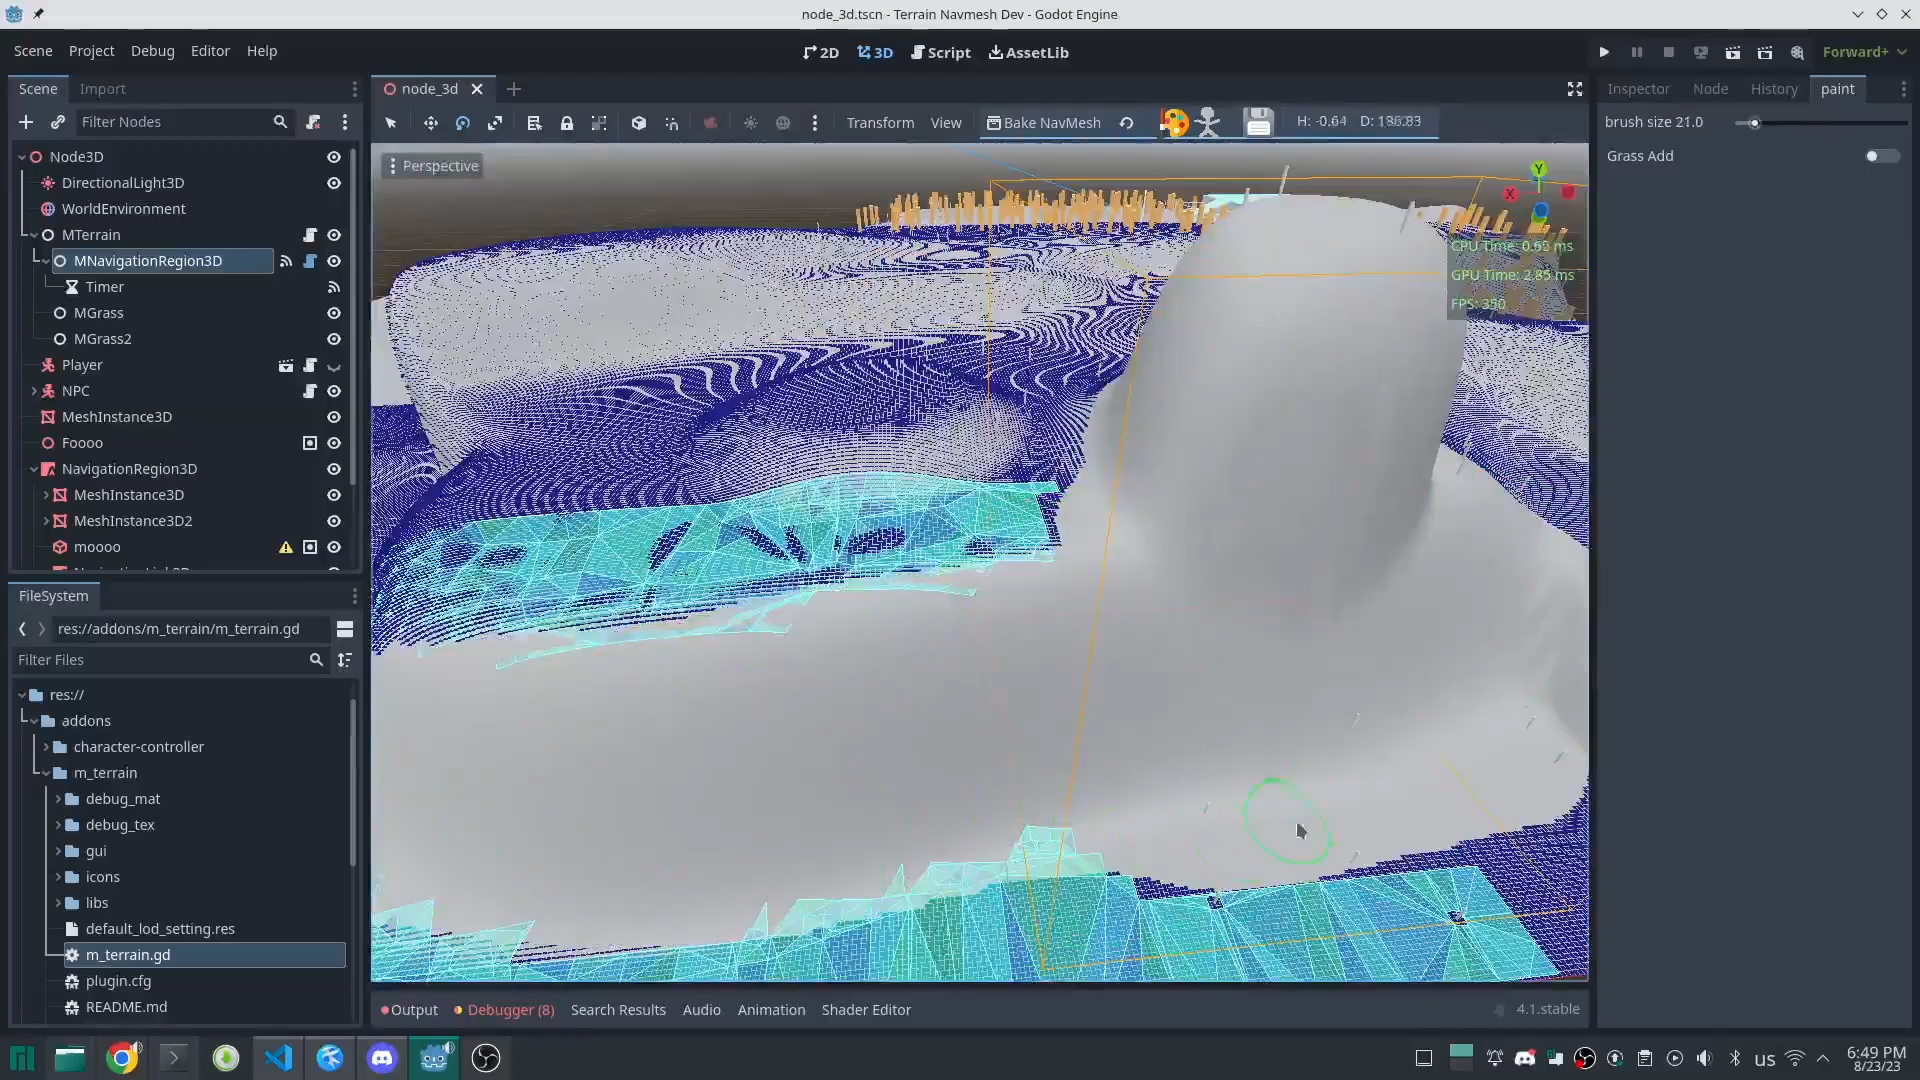 node_3d.tscn - Terrain Navmesh Dev - Godot Engine
Scene Project Debug Editor Help
2D 3D Script AssetLib
Forward+
Scene Import
Filter Nodes
Node3D
DirectionalLight3D
WorldEnvironment
MTerrain
MNavigationRegion3D
Timer
MGrass
MGrass2
Player
NPC
MeshInstance3D
Foooo
NavigationRegion3D
MeshInstance3D
MeshInstance3D2
moooo
FileSystem
res://addons/m_terrain/m_terrain.gd
Filter Files
res://
addons
character-controller
m_terrain
debug_mat
debug_tex
gui
icons
libs
default_lod_setting.res
m_terrain.gd
plugin.cfg
README.md
node_3d
Transform View Bake NavMesh
Perspective
Y
X
CPU Time: 0.65 ms
GPU Time: 2.85 ms
FPS: 350
Output Debugger (8) Search Results Audio Animation Shader Editor
4.1.stable
Inspector Node History paint
brush size 21.0
Grass Add
us
6:49 PM
8/23/23